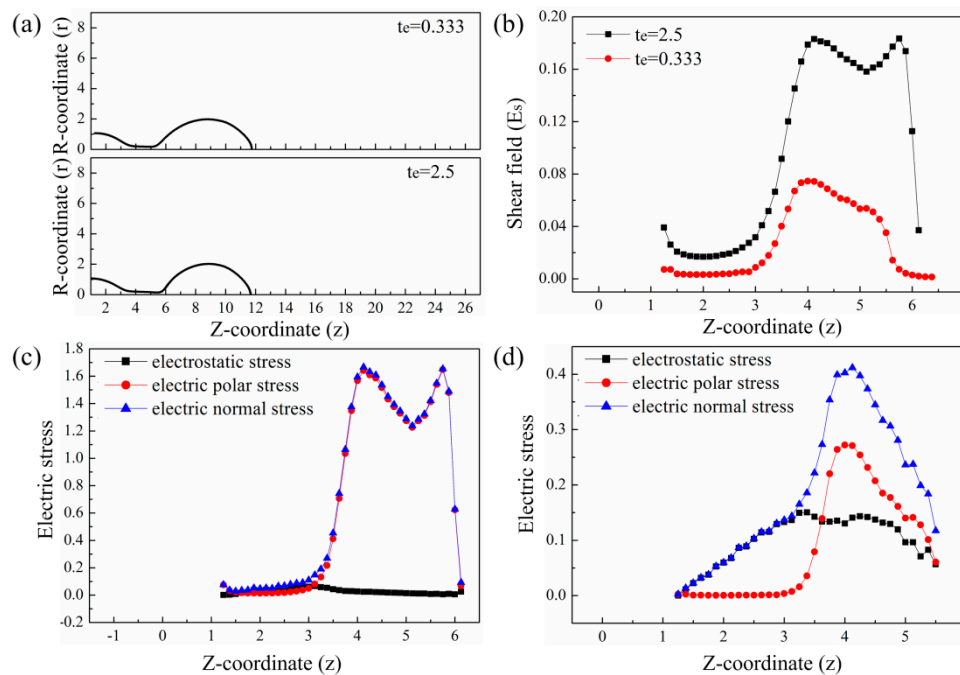 (a)
te=0.333
R-coordinate (r)
8
6
4
2
0
te=2.5
R-coordinate (r)
8
6
4
2
0
2 4 6 8 10 12 14 16 18 20 22 24 26
Z-coordinate (z)
(b)
te=2.5
te=0.333
Shear field (Es)
0.20
0.16
0.12
0.08
0.04
0.00
0 1 2 3 4 5 6
Z-coordinate (z)
(c)
electrostatic stress
electric polar stress
electric normal stress
Electric stress
1.8
1.6
1.4
1.2
1.0
0.8
0.6
0.4
0.2
0.0
-0.2
-1 0 1 2 3 4 5 6
Z-coordinate (z)
(d)
electrostatic stress
electric polar stress
electric normal stress
Electric stress
0.4
0.3
0.2
0.1
0.0
0 1 2 3 4 5
Z-coordinate (z)